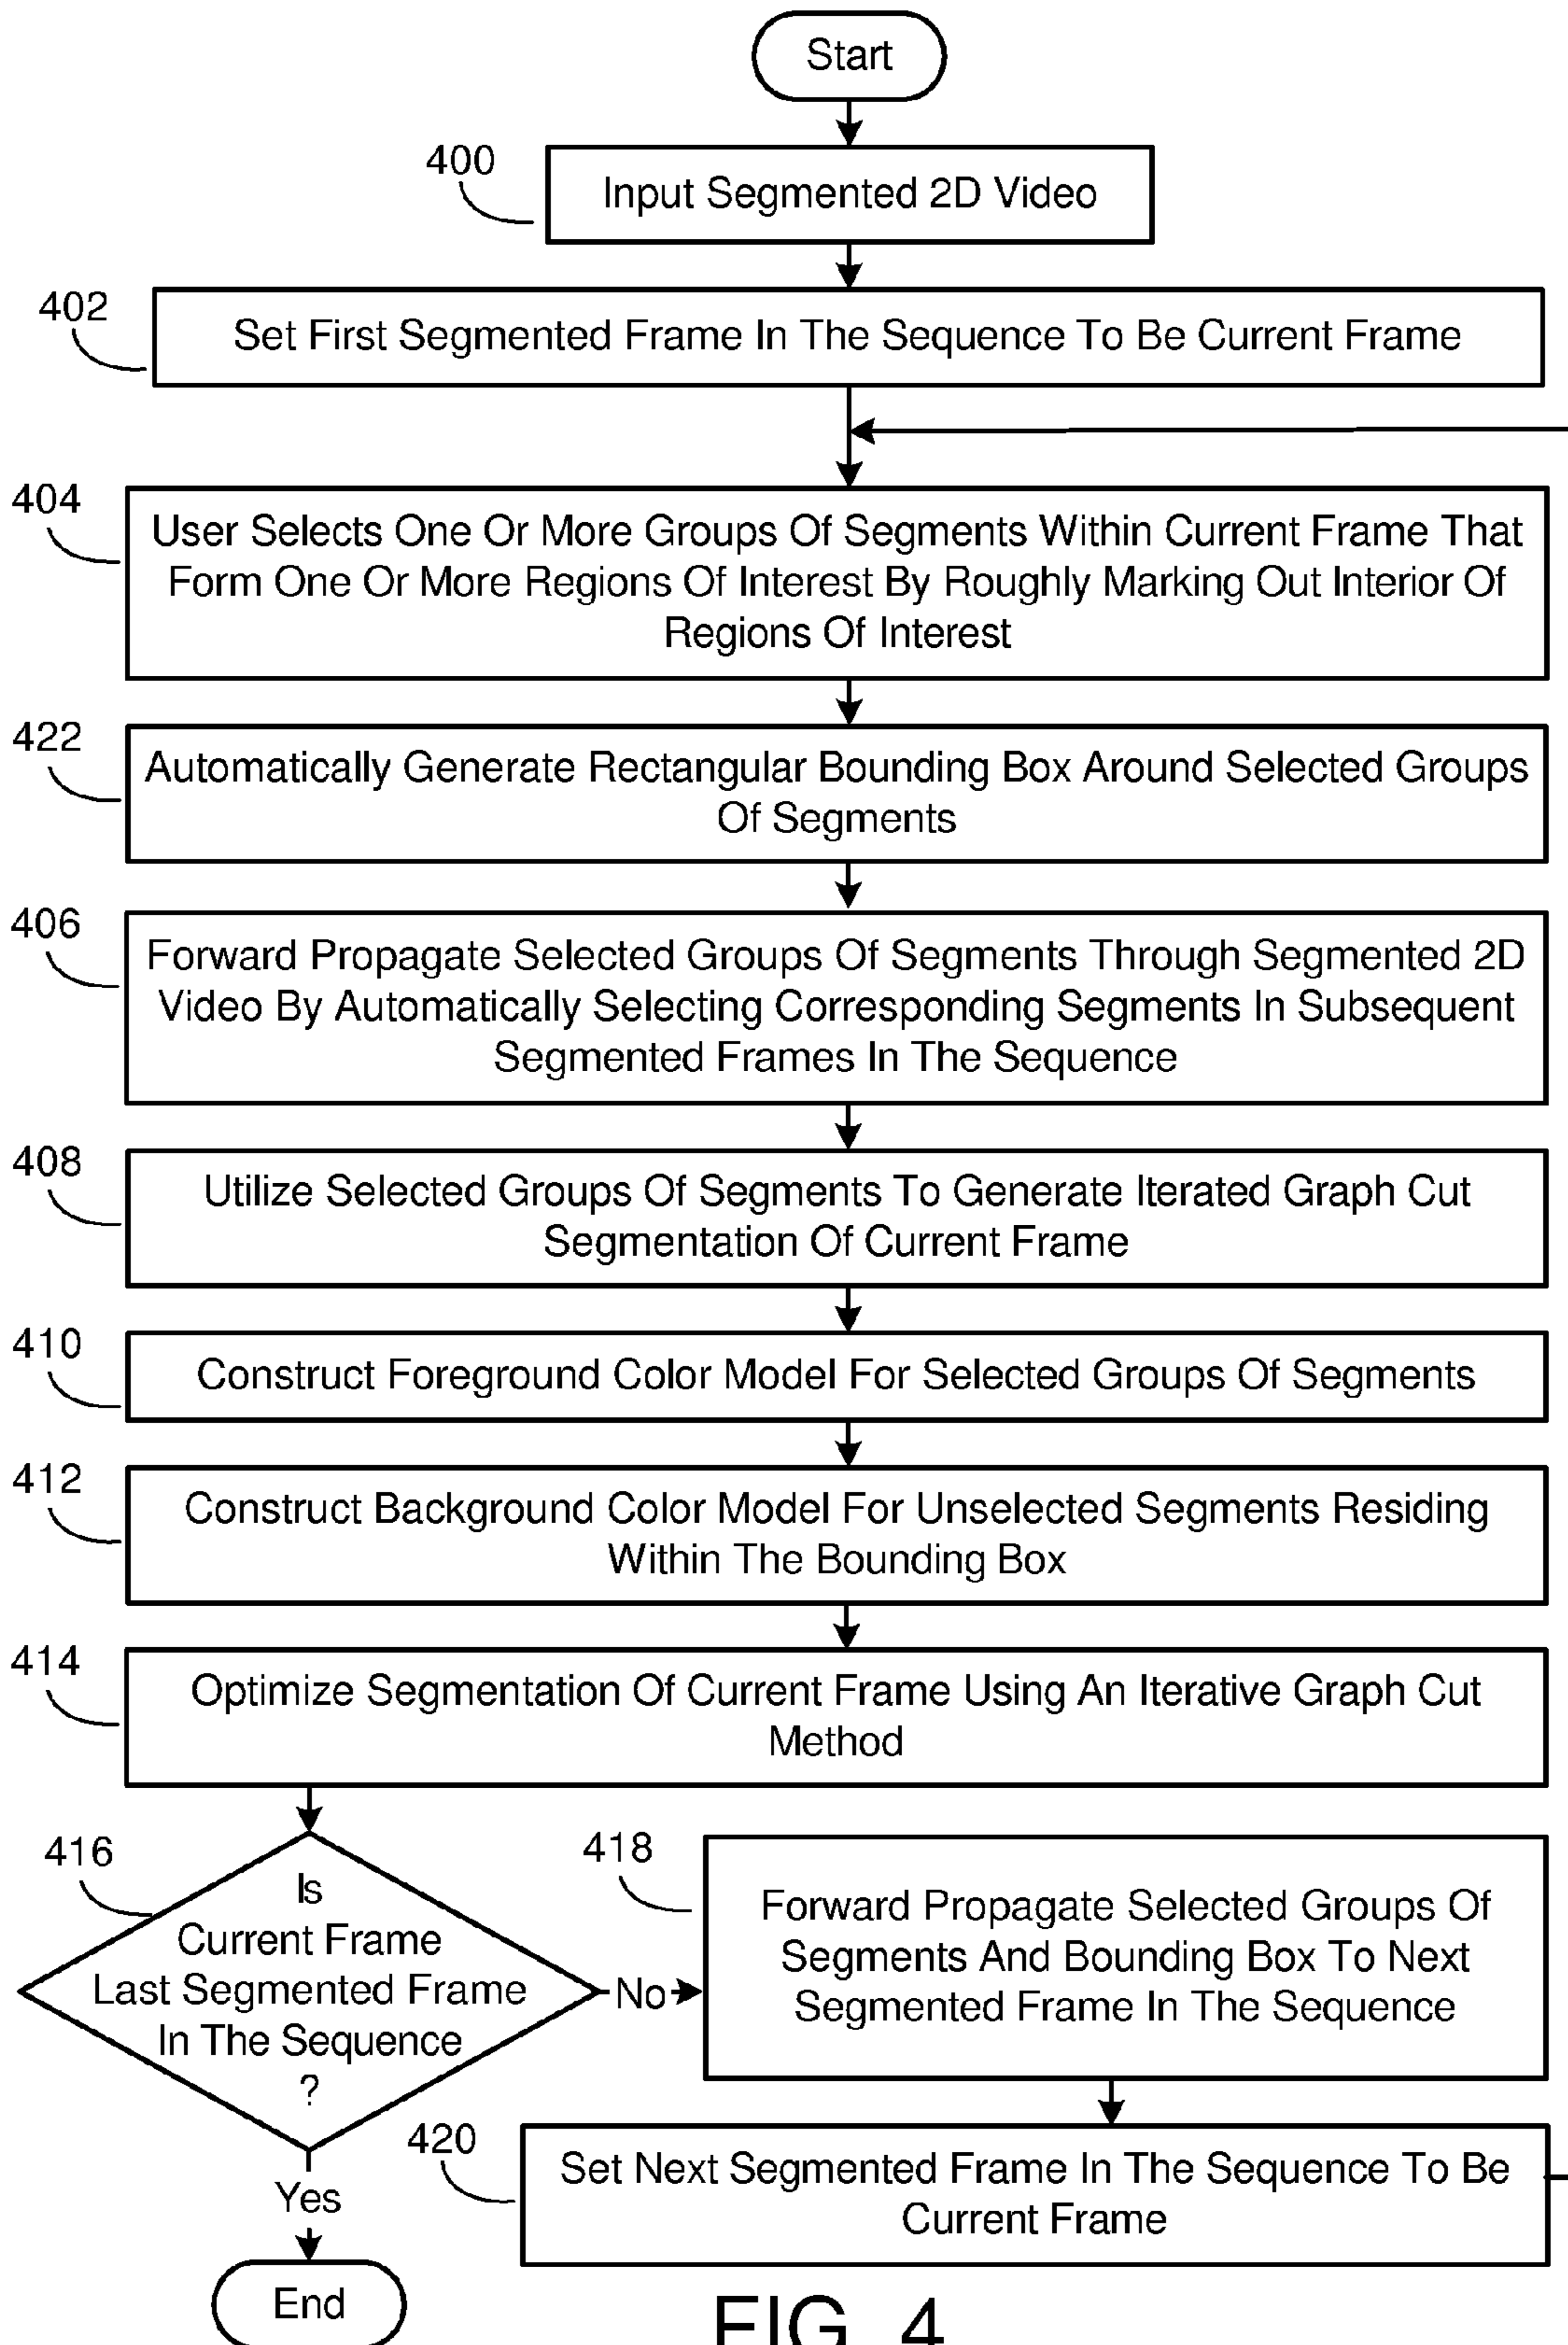 Start
400
Input Segmented 2D Video
402
Set First Segmented Frame In The Sequence To Be Current Frame
404
User Selects One Or More Groups Of Segments Within Current Frame That
Form One Or More Regions Of Interest By Roughly Marking Out Interior Of
Regions Of Interest
422
Automatically Generate Rectangular Bounding Box Around Selected Groups
Of Segments
406
Forward Propagate Selected Groups Of Segments Through Segmented 2D
Video By Automatically Selecting Corresponding Segments In Subsequent
Segmented Frames In The Sequence
408
Utilize Selected Groups Of Segments To Generate Iterated Graph Cut
Segmentation Of Current Frame
410
Construct Foreground Color Model For Selected Groups Of Segments
412
Construct Background Color Model For Unselected Segments Residing
Within The Bounding Box
414
Optimize Segmentation Of Current Frame Using An Iterative Graph Cut
Method
416
Is
Current Frame
Last Segmented Frame
In The Sequence
?
No
418
Forward Propagate Selected Groups Of
Segments And Bounding Box To Next
Segmented Frame In The Sequence
420
Set Next Segmented Frame In The Sequence To Be
Current Frame
Yes
End
FIG. 4